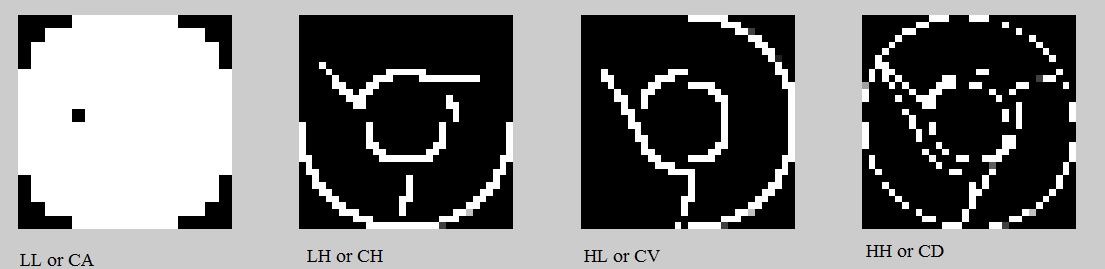 LL or CA
LH or CH
HL or CV
HH or CD